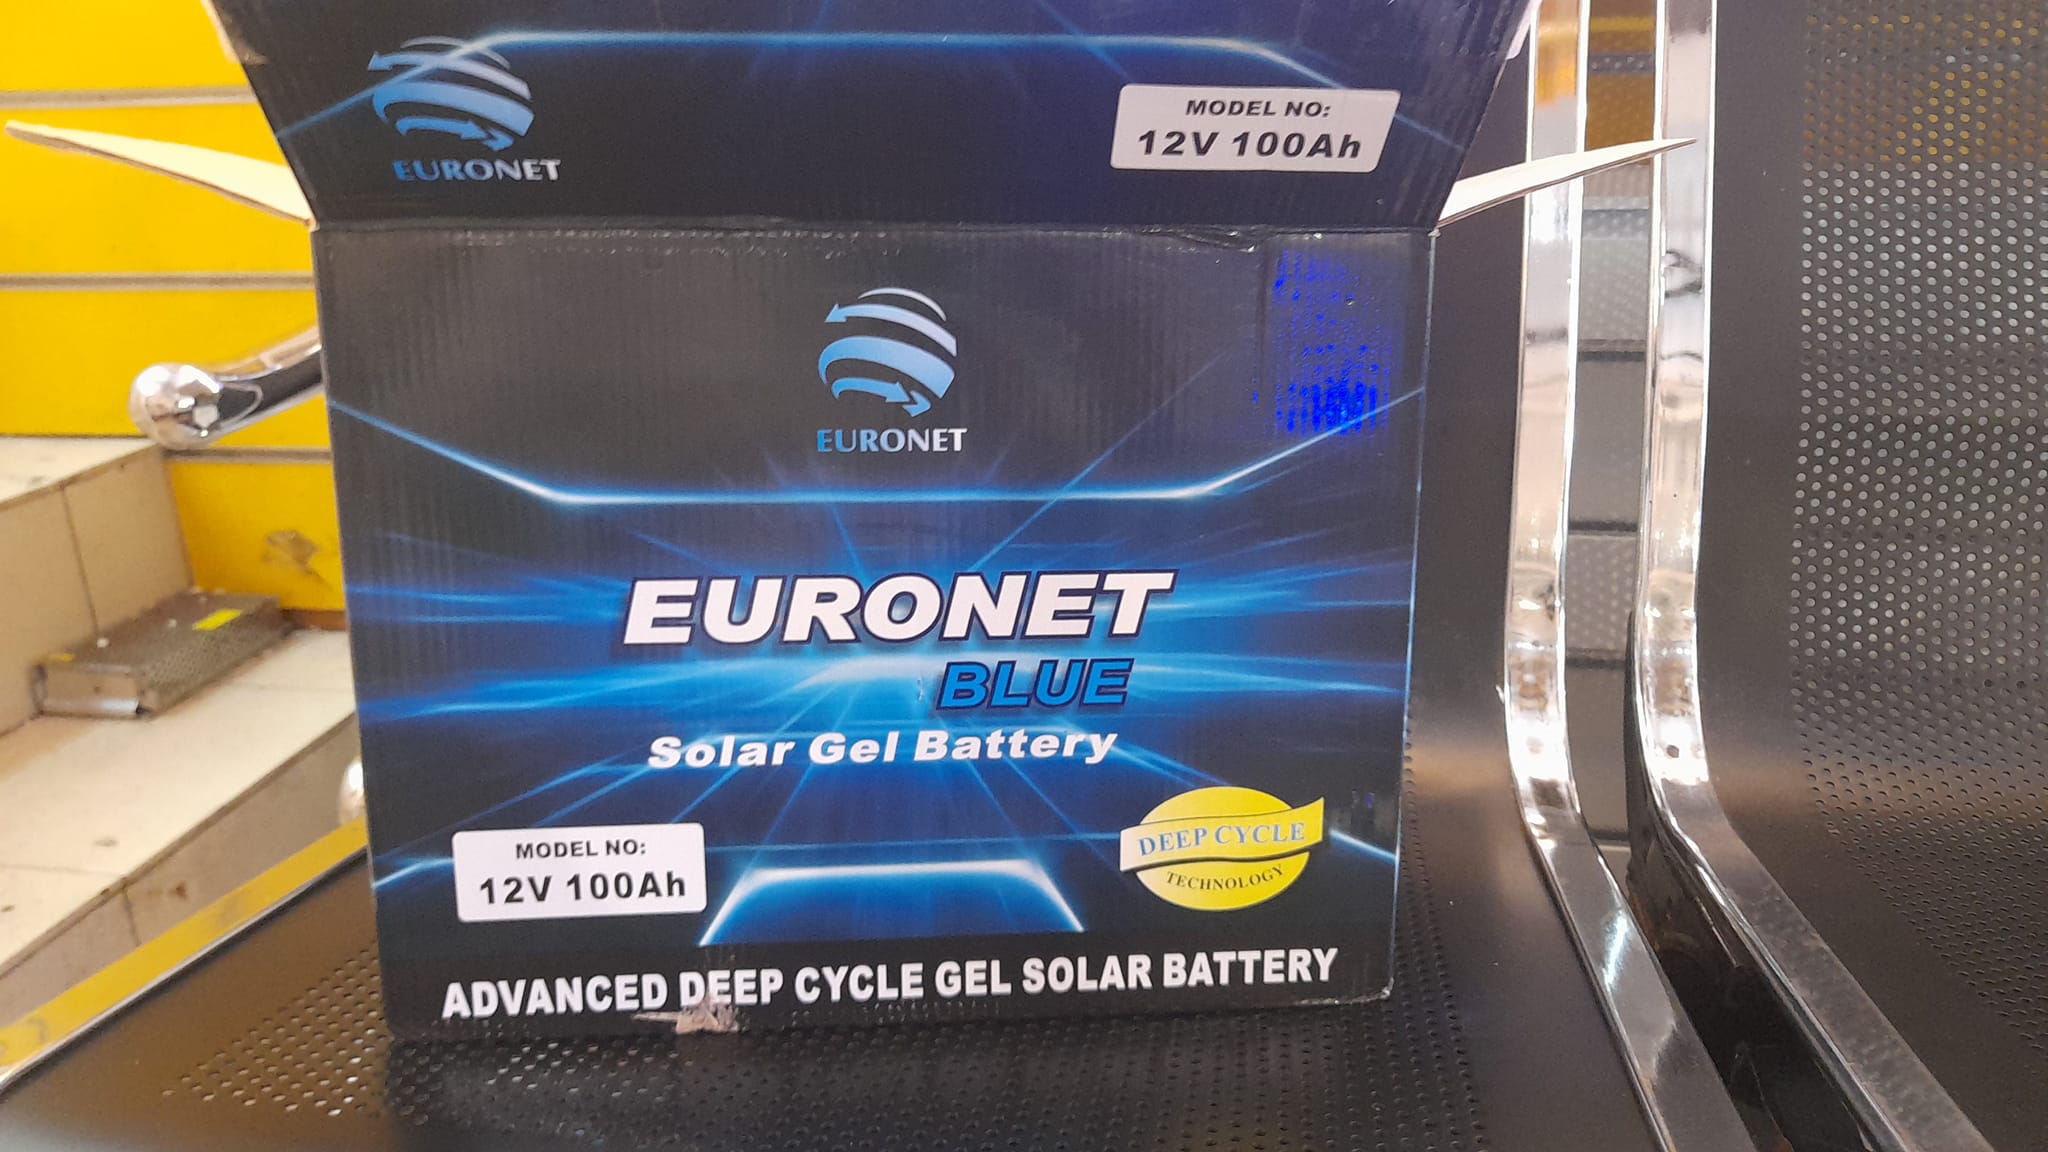 EURONET
MODEL NO:
12V 100Ah
EURONET
EURONET
BLUE
Solar Gel Battery
MODEL NO:
12V 100Ah
DEEP CYCLE
TECHNOLOGY
ADVANCED DEEP CYCLE GEL SOLAR BATTERY